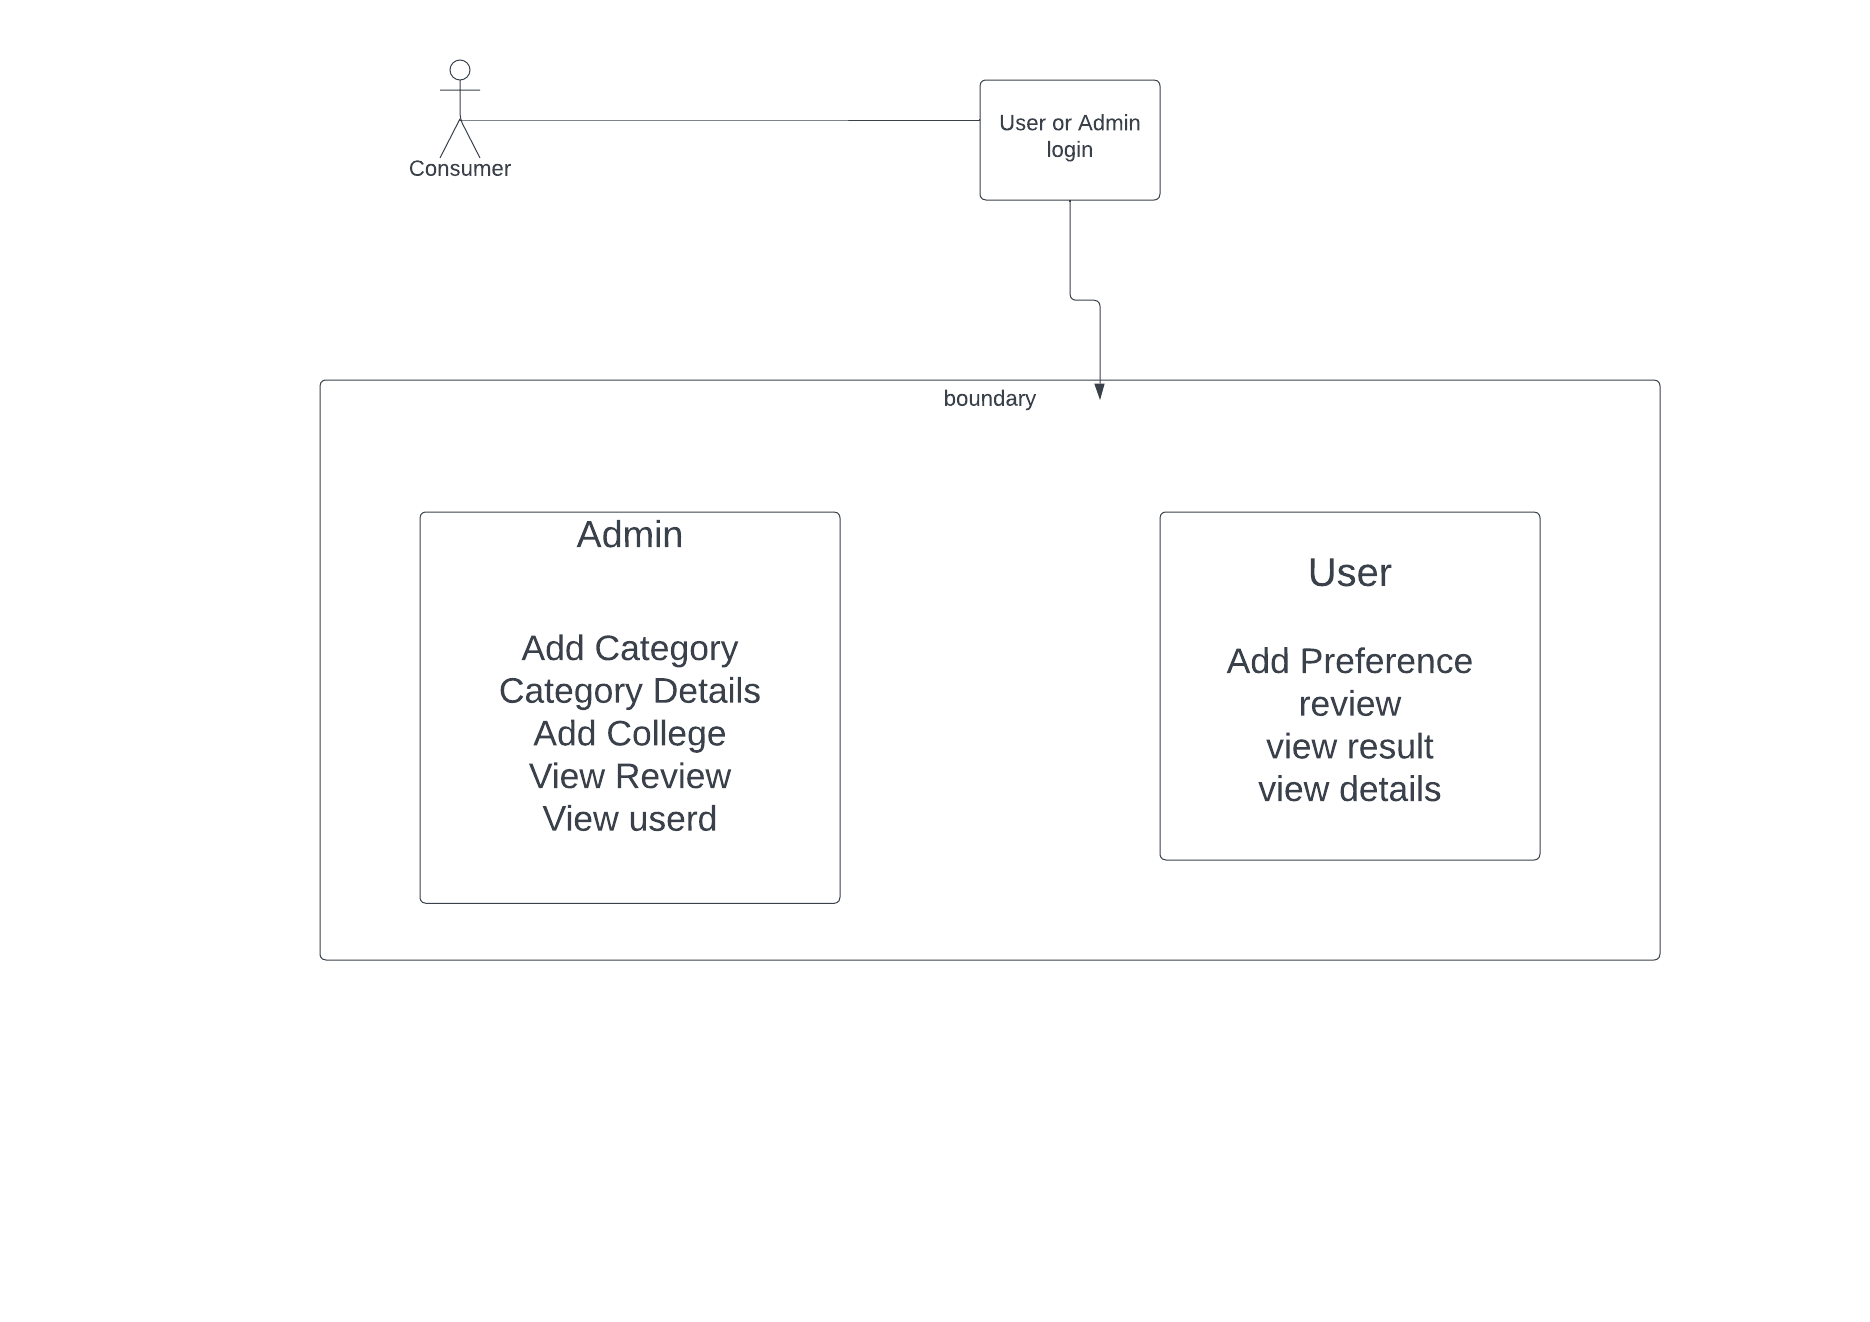 Consumer
User or Admin
login
boundary
Admin
Add Category
Category Details
Add College
View Review
View userd
User
Add Preference
review
view result
view details